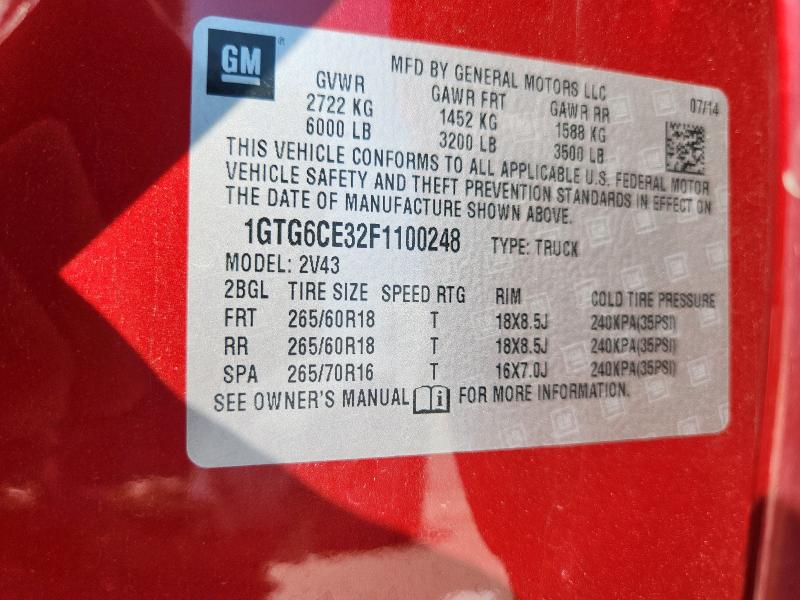 GM®
MFD BY GENERAL MOTORS LLC 07/14
GVWR GAWR FRT GAWR RR
2722 KG 1452 KG 1588 KG
6000 LB 3200 LB 3500 LB
THIS VEHICLE CONFORMS TO ALL APPLICABLE U.S. FEDERAL MOTOR
VEHICLE SAFETY AND THEFT PREVENTION STANDARDS IN EFFECT ON
THE DATE OF MANUFACTURE SHOWN ABOVE.
1GTG6CE32F1100248 TYPE: TRUCK
MODEL: 2V43
2BGL TIRE SIZE SPEED RTG RIM COLD TIRE PRESSURE
FRT 265/60R18 T 18X8.5J 240KPA(35PSI)
RR 265/60R18 T 18X8.5J 240KPA(35PSI)
SPA 265/70R16 T 16X7.0J 240KPA(35PSI)
SEE OWNER'S MANUAL i FOR MORE INFORMATION.